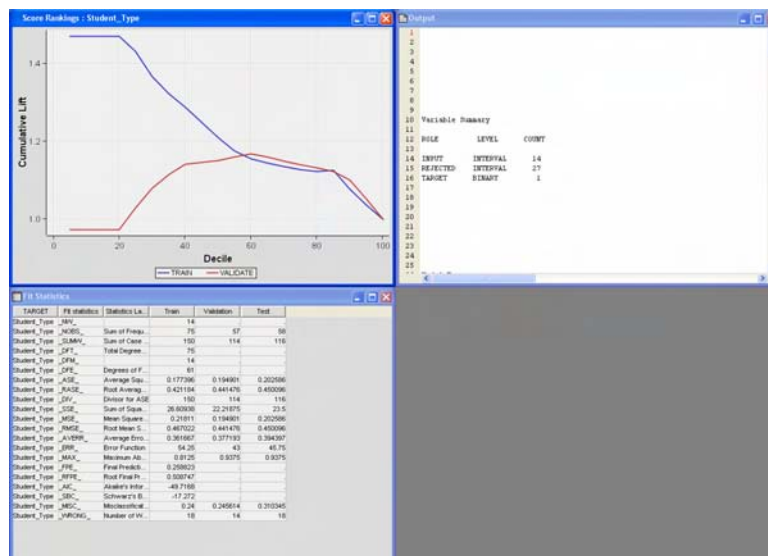 Score Rankings : Student_Type
Cumulative Lift
1.4
1.2
1.0
0 20 40 60 80 100
Decile
TRAIN VALIDATE
Output
1
2
3
4
5
6
7
8
9
10 Variable Summary
11
12 ROLE LEVEL COUNT
13
14 INPUT INTERVAL 14
15 REJECTED INTERVAL 27
16 TARGET BINARY 1
17
18
19
20
21
22
23
24
25
Fit Statistics
TARGET Fit statistics Statistics La... Train Validation Test
Student_Type _NW_ 14 . .
Student_Type _NOBS_ Sum of Frequ... 75 57 58
Student_Type _SUMW_ Sum of Case ... 150 114 116
Student_Type _DFT_ Total Degree... 75 . .
Student_Type _DFM_ 14 . .
Student_Type _DFE_ Degrees of F... 61 . .
Student_Type _ASE_ Average Squ... 0.177396 0.194901 0.202586
Student_Type _RASE_ Root Averag... 0.421184 0.441476 0.450096
Student_Type _DIV_ Divisor for ASE 150 114 116
Student_Type _SSE_ Sum of Squa... 26.60938 22.21875 23.5
Student_Type _MSE_ Mean Square... 0.21811 0.194901 0.202586
Student_Type _RMSE_ Root Mean S... 0.467022 0.441476 0.450096
Student_Type _AVERR_ Average Erro... 0.361667 0.377193 0.394397
Student_Type _ERR_ Error Function 54.25 43 45.75
Student_Type _MAX_ Maximum Ab... 0.8125 0.9375 0.9375
Student_Type _FPE_ Final Predicti... 0.258823 . .
Student_Type _RFPE_ Root Final Pr... 0.508747 . .
Student_Type _AIC_ Akaike's Infor... -49.7168 . .
Student_Type _SBC_ Schwarz's B... -17.272 . .
Student_Type _MISC_ Misclassificat... 0.24 0.245614 0.310345
Student_Type _WRONG_ Number of W... 18 14 18